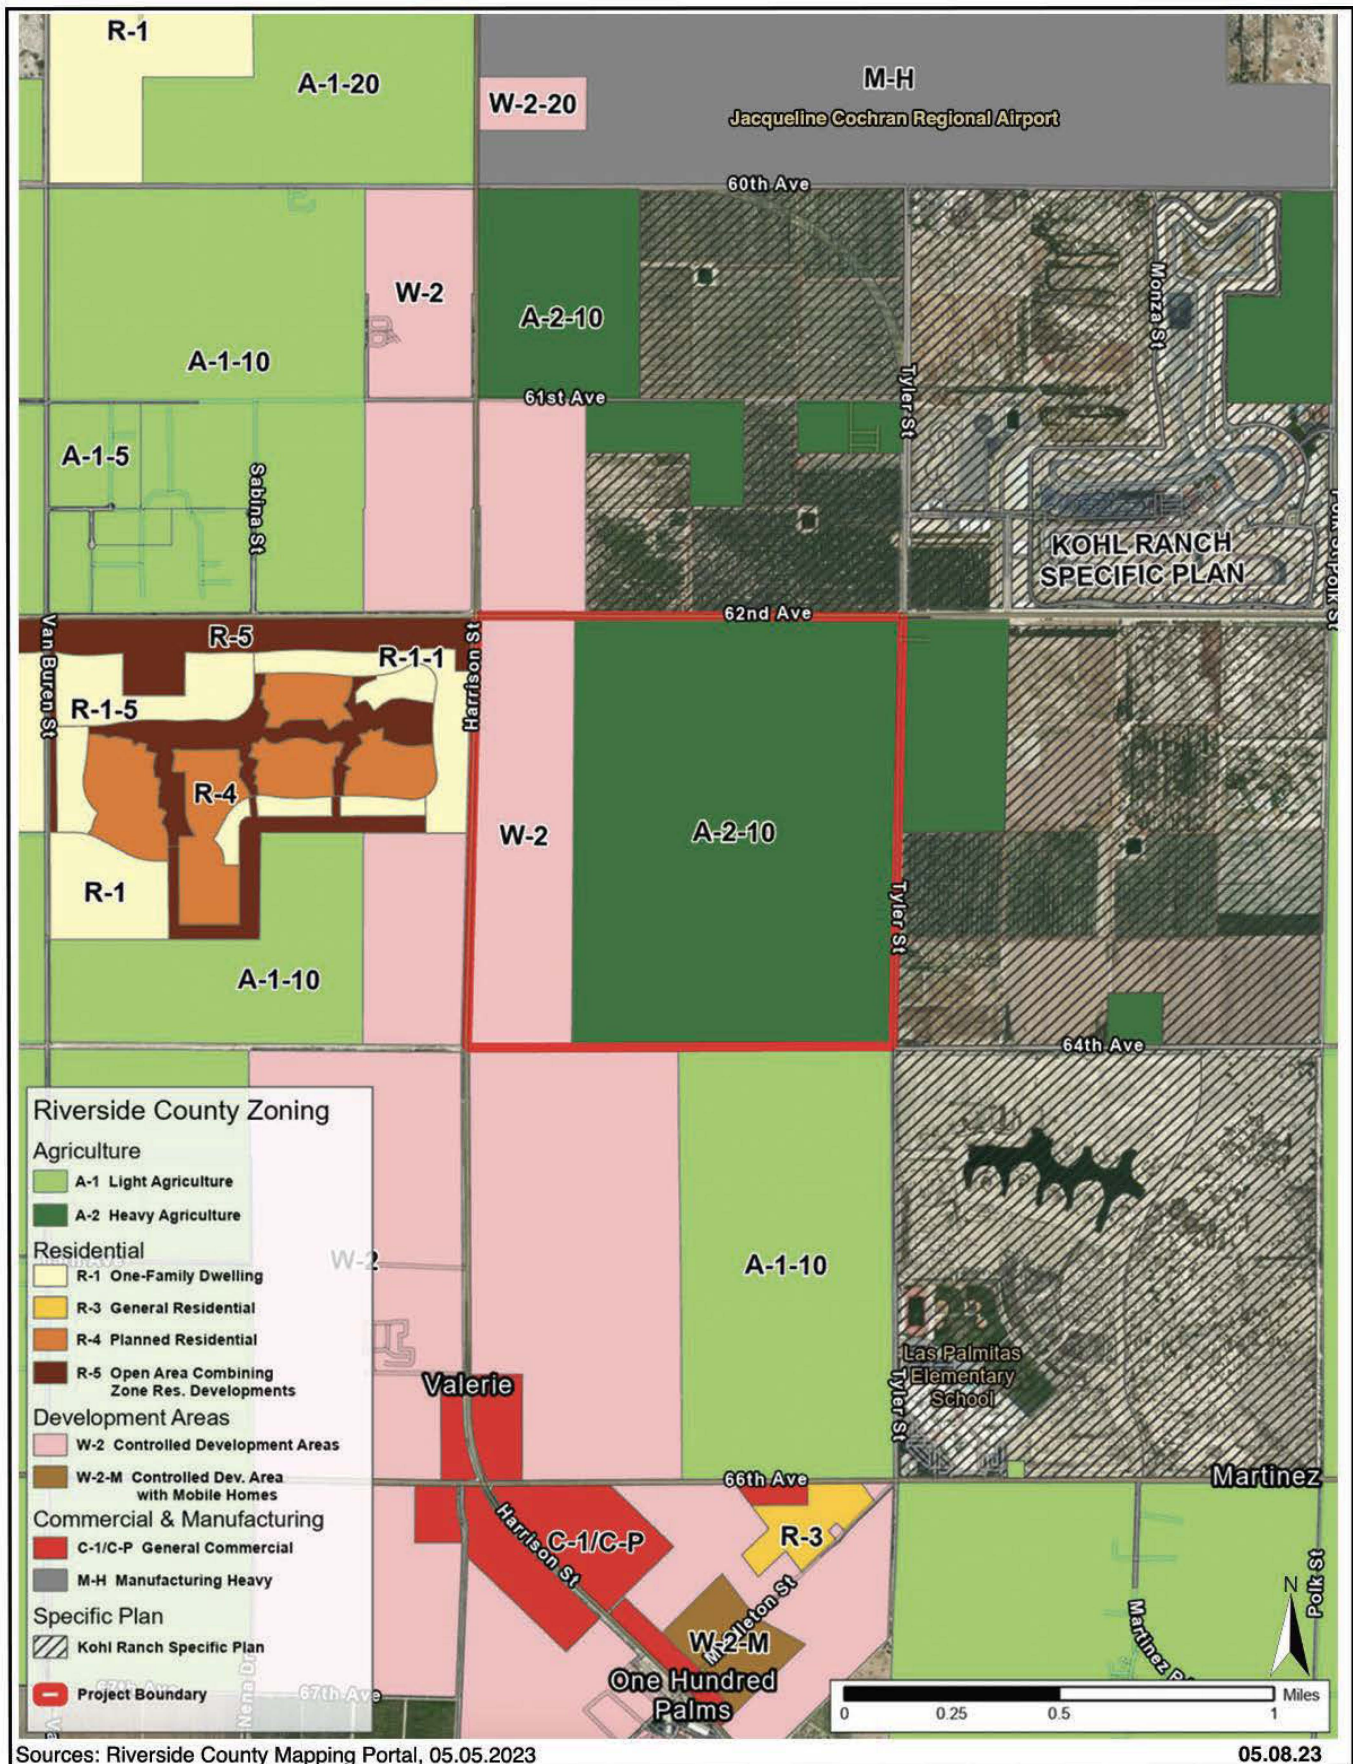 R-1
A-1-20
M-H
W-2-20
Jacqueline Cochran Regional Airport
60th Ave
W-2
A-2-10
Monza St
A-1-10
61st Ave
Tyler St
A-1-5
Sabina St
KOHL RANCH
SPECIFIC PLAN
Polk St
62nd Ave
Van Buren St
R-5
Harrison St
R-1-1
R-1-5
R-4
W-2
A-2-10
R-1
Tyler St
A-1-10
64th Ave
Riverside County Zoning
Agriculture
A-1 Light Agriculture
A-2 Heavy Agriculture
Residential
R-1 One-Family Dwelling
R-3 General Residential
R-4 Planned Residential
R-5 Open Area Combining
Zone Res. Developments
Development Areas
W-2 Controlled Development Areas
W-2-M Controlled Dev. Area
with Mobile Homes
Commercial & Manufacturing
C-1/C-P General Commercial
M-H Manufacturing Heavy
Specific Plan
Kohl Ranch Specific Plan
Project Boundary
W-2
A-1-10
Las Palmitas
Elementary
School
Tyler St
Valerie
66th Ave
Martinez
Harrison St
C-1/C-P
R-3
Middleton St
W-2-M
One Hundred
Palms
67th Ave
67th Ave
Nena Dr
Martinez
Polk St
N
Miles
0
0.25
0.5
1
Sources: Riverside County Mapping Portal, 05.05.2023
05.08.23